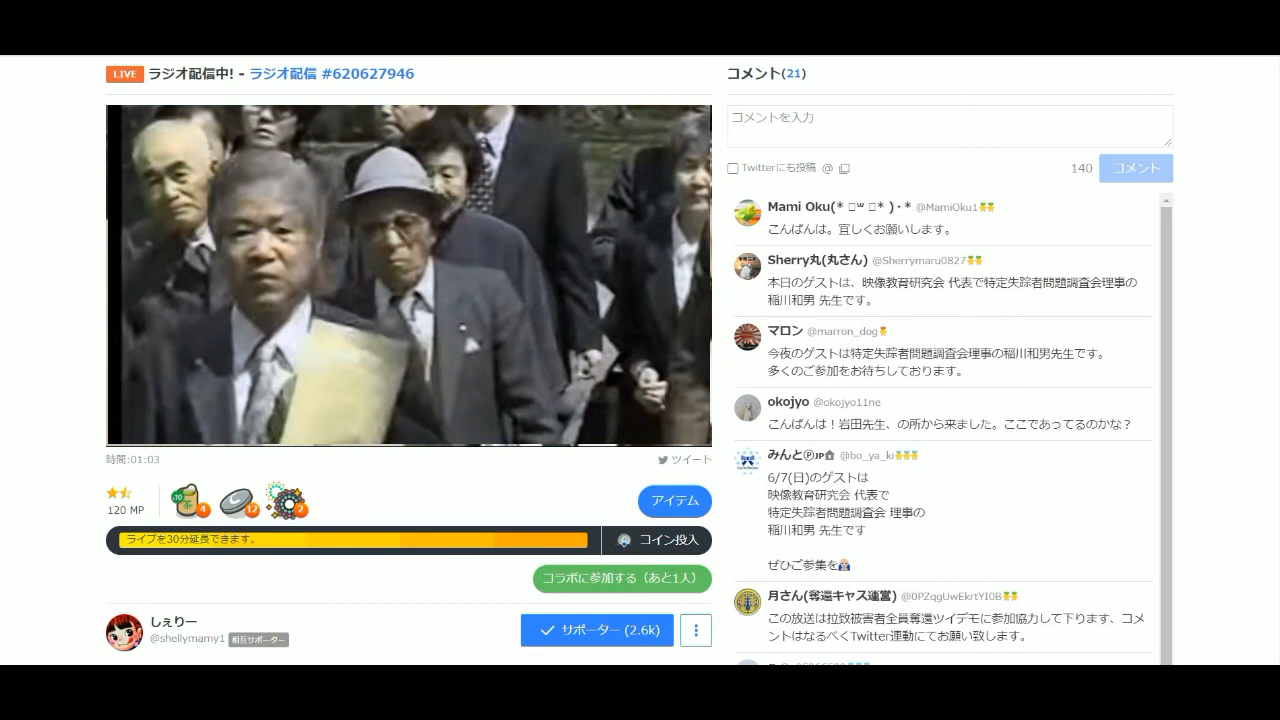 LIVE ラジオ配信中! - ラジオ配信 #620627946
時間:01:03
ツイート
120 MP
+10
茶
4
17
2
アイテム
ライブを30分延長できます。
コイン投入
コラボに参加する（あと1人）
しぇりー
@shellymamy1 相互サポーター
サポーター (2.6k)
コメント(21)
コメントを入力
Twitterにも投稿 @
140
コメント
Mami Oku @MamiOku1
こんばんは。宜しくお願いします。
Sherry丸(丸さん) @Sherrymaru0827
本日のゲストは、映像教育研究会 代表で特定失踪者問題調査会理事の
稲川和男 先生です。
マロン @marron_dog
今夜のゲストは特定失踪者問題調査会理事の稲川和男先生です。
多くのご参加をお待ちしております。
okojyo @okojyo11ne
こんばんは！岩田先生、の所から来ました。ここであってるのかな？
みんとⓅJP @bo_ya_ki
6/7(日)のゲストは
映像教育研究会 代表で
特定失踪者問題調査会 理事の
稲川和男 先生です
ぜひご参集を
月さん(奪還キャス運営) @0PZqgUwEkrtYI0B
この放送は拉致被害者全員奪還ツイデモに参加協力して下ります、コメ
ントはなるべくTwitter連動にてお願い致します。